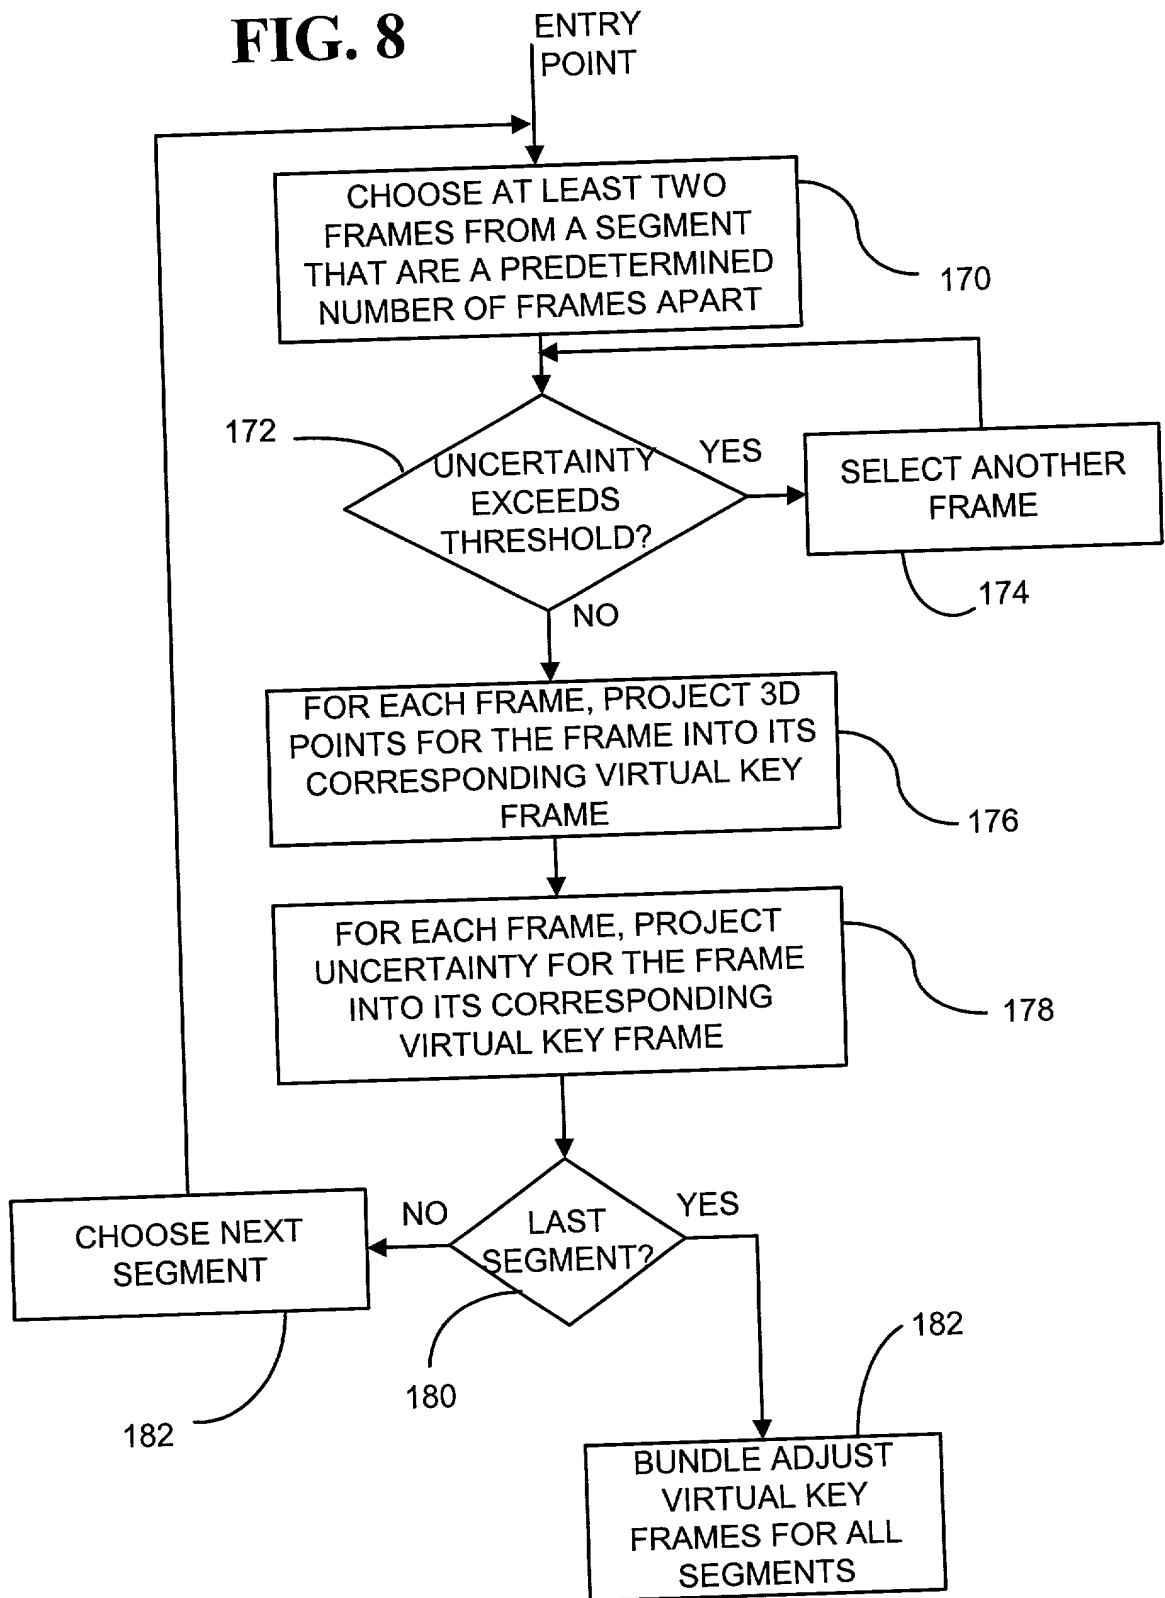 FIG. 8
ENTRY
POINT
CHOOSE AT LEAST TWO
FRAMES FROM A SEGMENT
THAT ARE A PREDETERMINED
NUMBER OF FRAMES APART
170
172
UNCERTAINTY
EXCEEDS
THRESHOLD?
YES
SELECT ANOTHER
FRAME
174
NO
FOR EACH FRAME, PROJECT 3D
POINTS FOR THE FRAME INTO ITS
CORRESPONDING VIRTUAL KEY
FRAME
176
FOR EACH FRAME, PROJECT
UNCERTAINTY FOR THE FRAME
INTO ITS CORRESPONDING
VIRTUAL KEY FRAME
178
CHOOSE NEXT
SEGMENT
182
NO
LAST
SEGMENT?
YES
180
182
BUNDLE ADJUST
VIRTUAL KEY
FRAMES FOR ALL
SEGMENTS